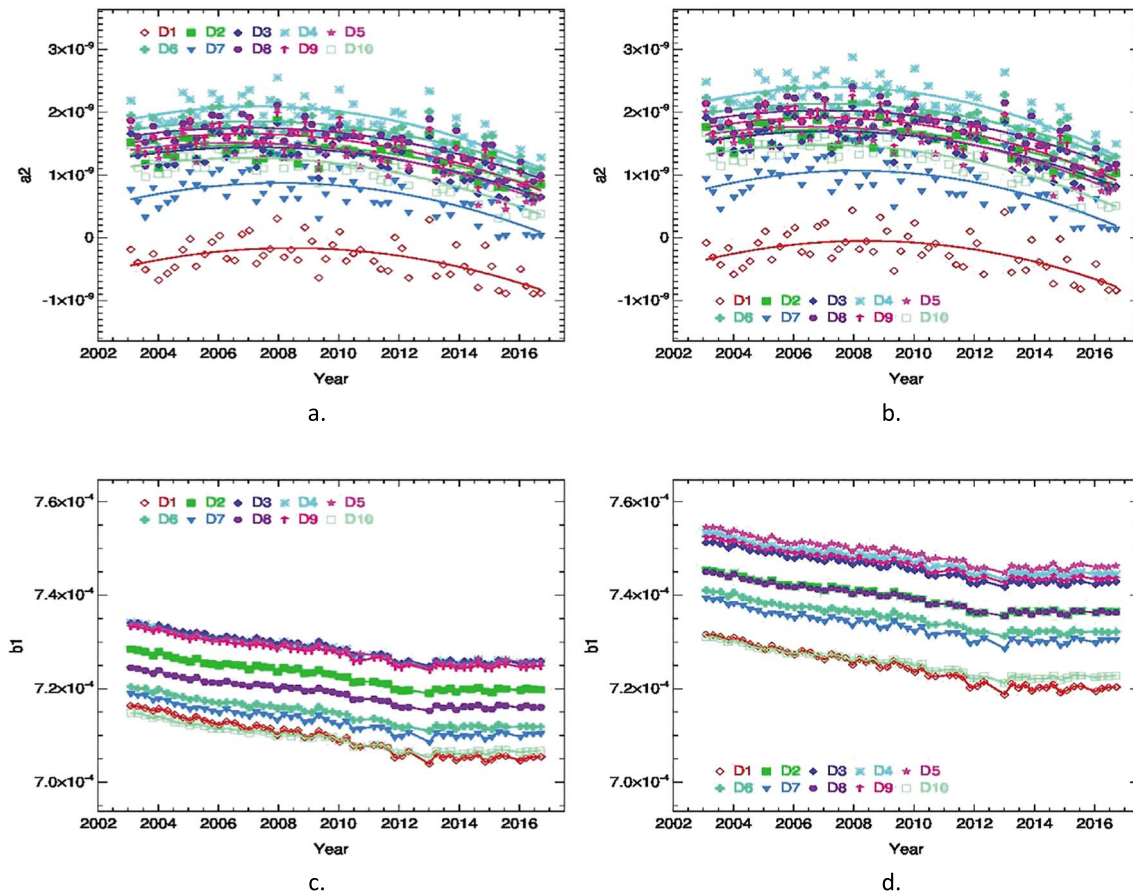 3×10⁻⁹
2×10⁻⁹
1×10⁻⁹
0
-1×10⁻⁹
a2
D1 D2 D3 D4 D5
D6 D7 D8 D9 D10
2002 2004 2006 2008 2010 2012 2014 2016
Year
a.
3×10⁻⁹
2×10⁻⁹
1×10⁻⁹
0
-1×10⁻⁹
a2
D1 D2 D3 D4 D5
D6 D7 D8 D9 D10
2002 2004 2006 2008 2010 2012 2014 2016
Year
b.
7.6×10⁻⁴
7.4×10⁻⁴
7.2×10⁻⁴
7.0×10⁻⁴
b1
D1 D2 D3 D4 D5
D6 D7 D8 D9 D10
2002 2004 2006 2008 2010 2012 2014 2016
Year
c.
7.6×10⁻⁴
7.4×10⁻⁴
7.2×10⁻⁴
7.0×10⁻⁴
b1
D1 D2 D3 D4 D5
D6 D7 D8 D9 D10
2002 2004 2006 2008 2010 2012 2014 2016
Year
d.